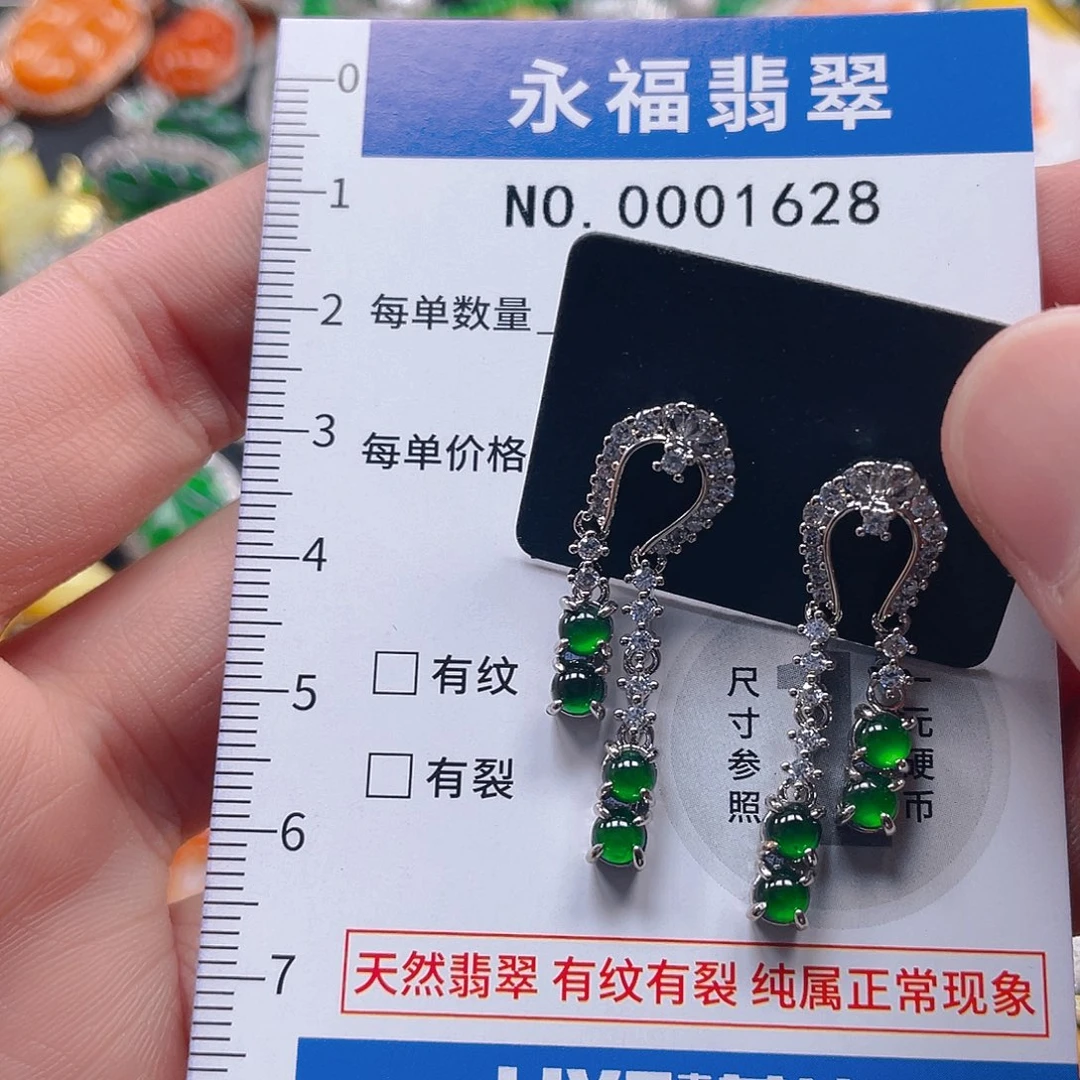 永福翡翠
0
NO. 0001628
1
2 每单数量
3 每单价格
4
5 □ 有纹
尺寸参照
元硬币
□ 有裂
6
7 天然翡翠 有纹有裂 纯属正常现象